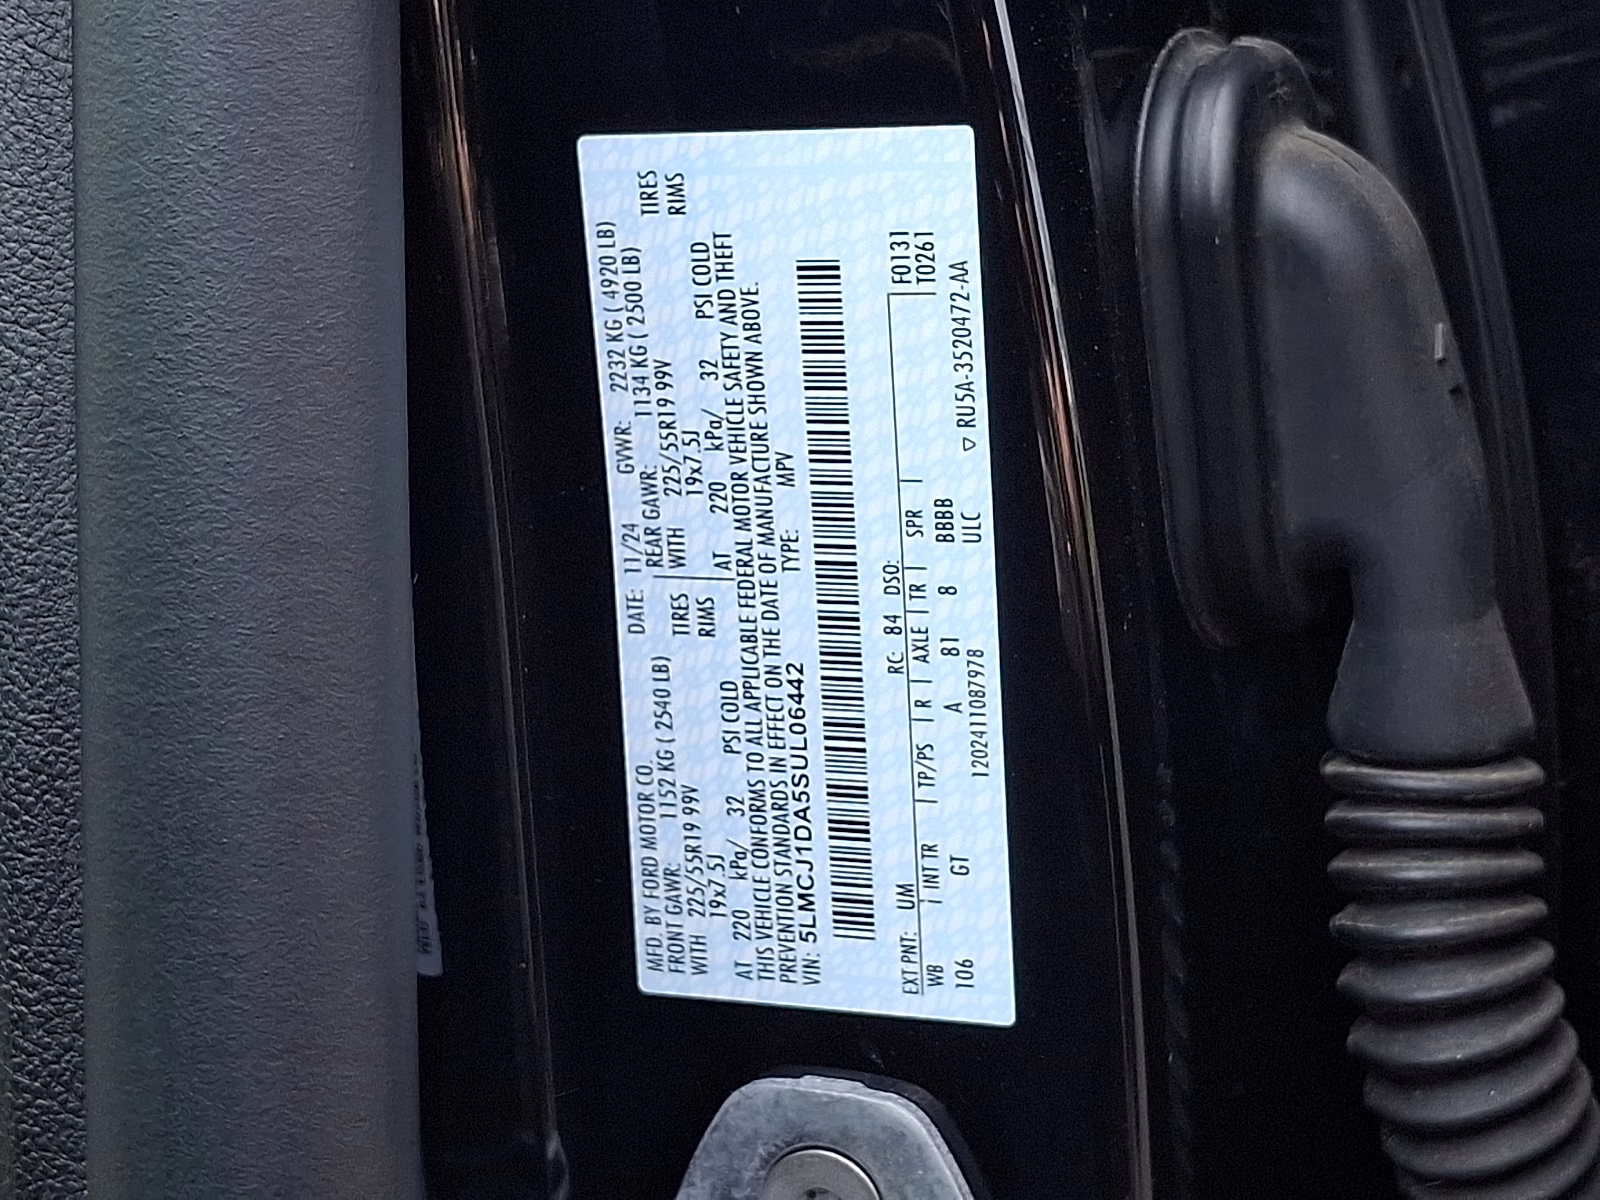 MFD. BY FORD MOTOR CO. DATE: 11/24 GVWR: 2232 KG ( 4920 LB)
FRONT GAWR: 1152 KG ( 2540 LB) REAR GAWR: 1134 KG ( 2500 LB)
WITH 225/55R19 99V TIRES WITH 225/55R19 99V TIRES
19x7.5J RIMS 19x7.5J RIMS
AT 220 kPa/ 32 PSI COLD AT 220 kPa/ 32 PSI COLD
THIS VEHICLE CONFORMS TO ALL APPLICABLE FEDERAL MOTOR VEHICLE SAFETY AND THEFT
PREVENTION STANDARDS IN EFFECT ON THE DATE OF MANUFACTURE SHOWN ABOVE.
VIN: 5LMCJ1DA5SUL06442 TYPE: MPV
EXT PNT: UM RC: 84 DSO: F0131
WB INT TR TP/PS R AXLE TR SPR T0261
106 GT A 81 8 BBBB
1202411087978 ULC ▽ RU5A-3520472-AA